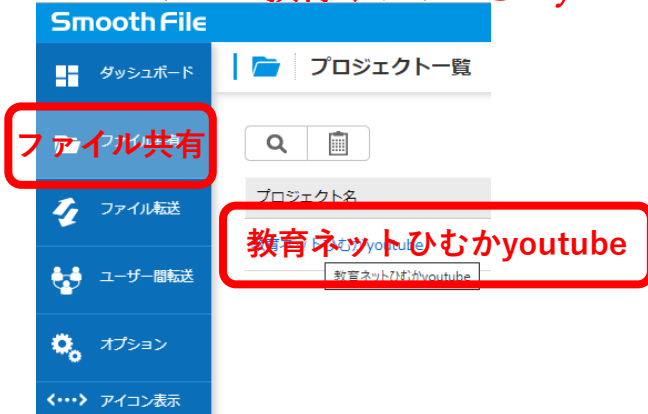 Smooth File
ダッシュボード
プロジェクト一覧
ファイル共有
プロジェクト名
ファイル転送
教育ネットひむかyoutube
教育ネットひむかyoutube
ユーザー間転送
オプション
アイコン表示